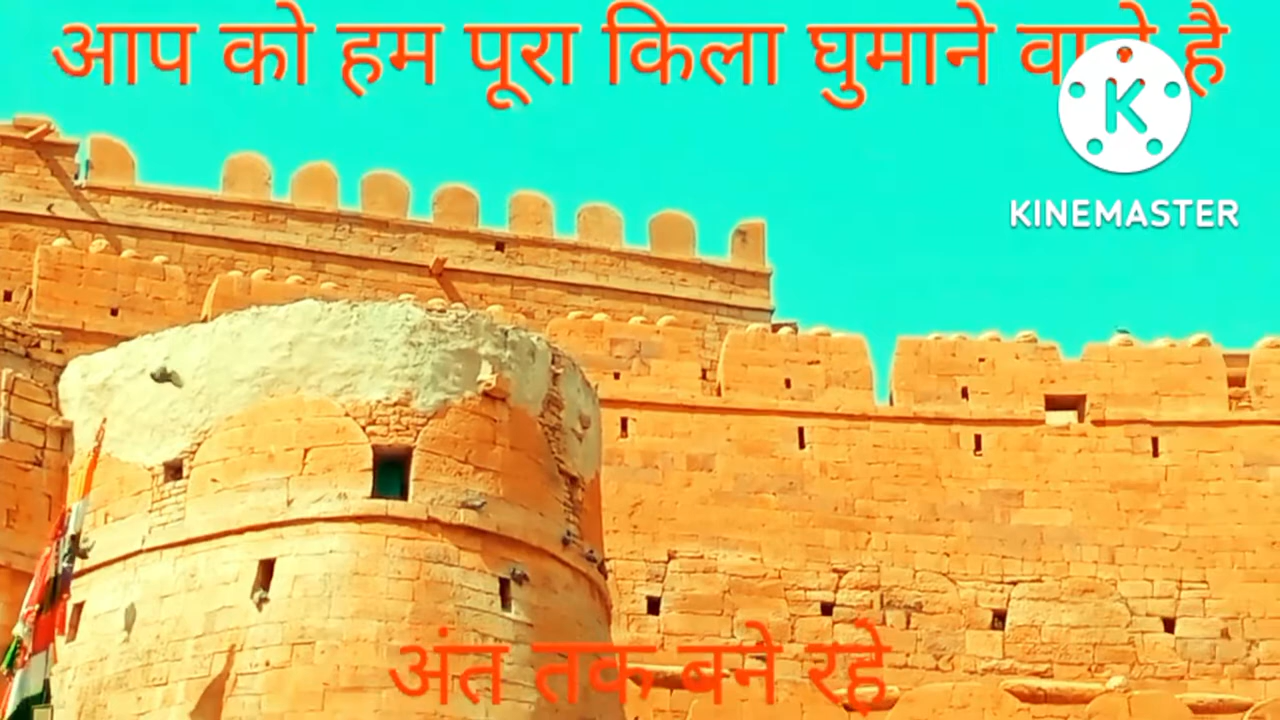 आप को हम पूरा किला घुमाने वाले है
KINEMASTER
अंत तक बने रहे